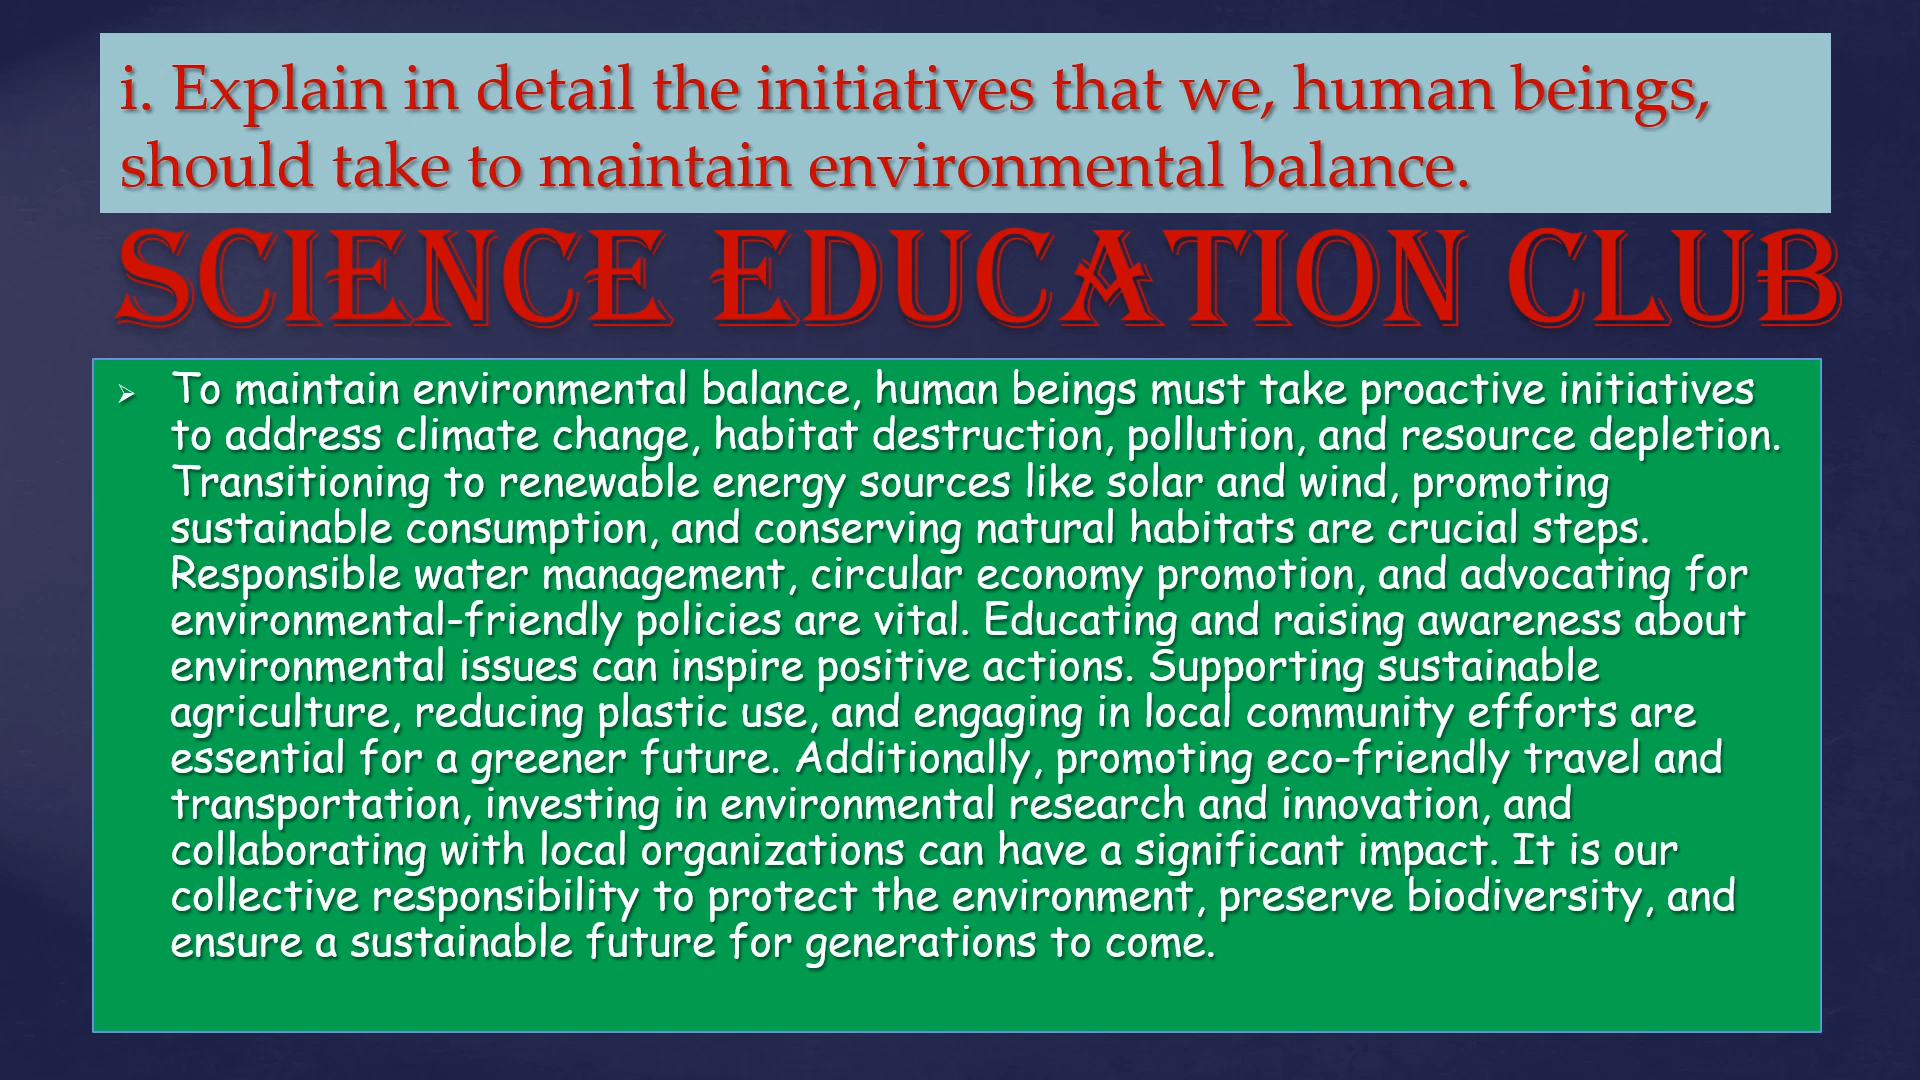 i. Explain in detail the initiatives that we, human beings,
should take to maintain environmental balance.
SCIENCE EDUCATION CLUB
To maintain environmental balance, human beings must take proactive initiatives
to address climate change, habitat destruction, pollution, and resource depletion.
Transitioning to renewable energy sources like solar and wind, promoting
sustainable consumption, and conserving natural habitats are crucial steps.
Responsible water management, circular economy promotion, and advocating for
environmental-friendly policies are vital. Educating and raising awareness about
environmental issues can inspire positive actions. Supporting sustainable
agriculture, reducing plastic use, and engaging in local community efforts are
essential for a greener future. Additionally, promoting eco-friendly travel and
transportation, investing in environmental research and innovation, and
collaborating with local organizations can have a significant impact. It is our
collective responsibility to protect the environment, preserve biodiversity, and
ensure a sustainable future for generations to come.